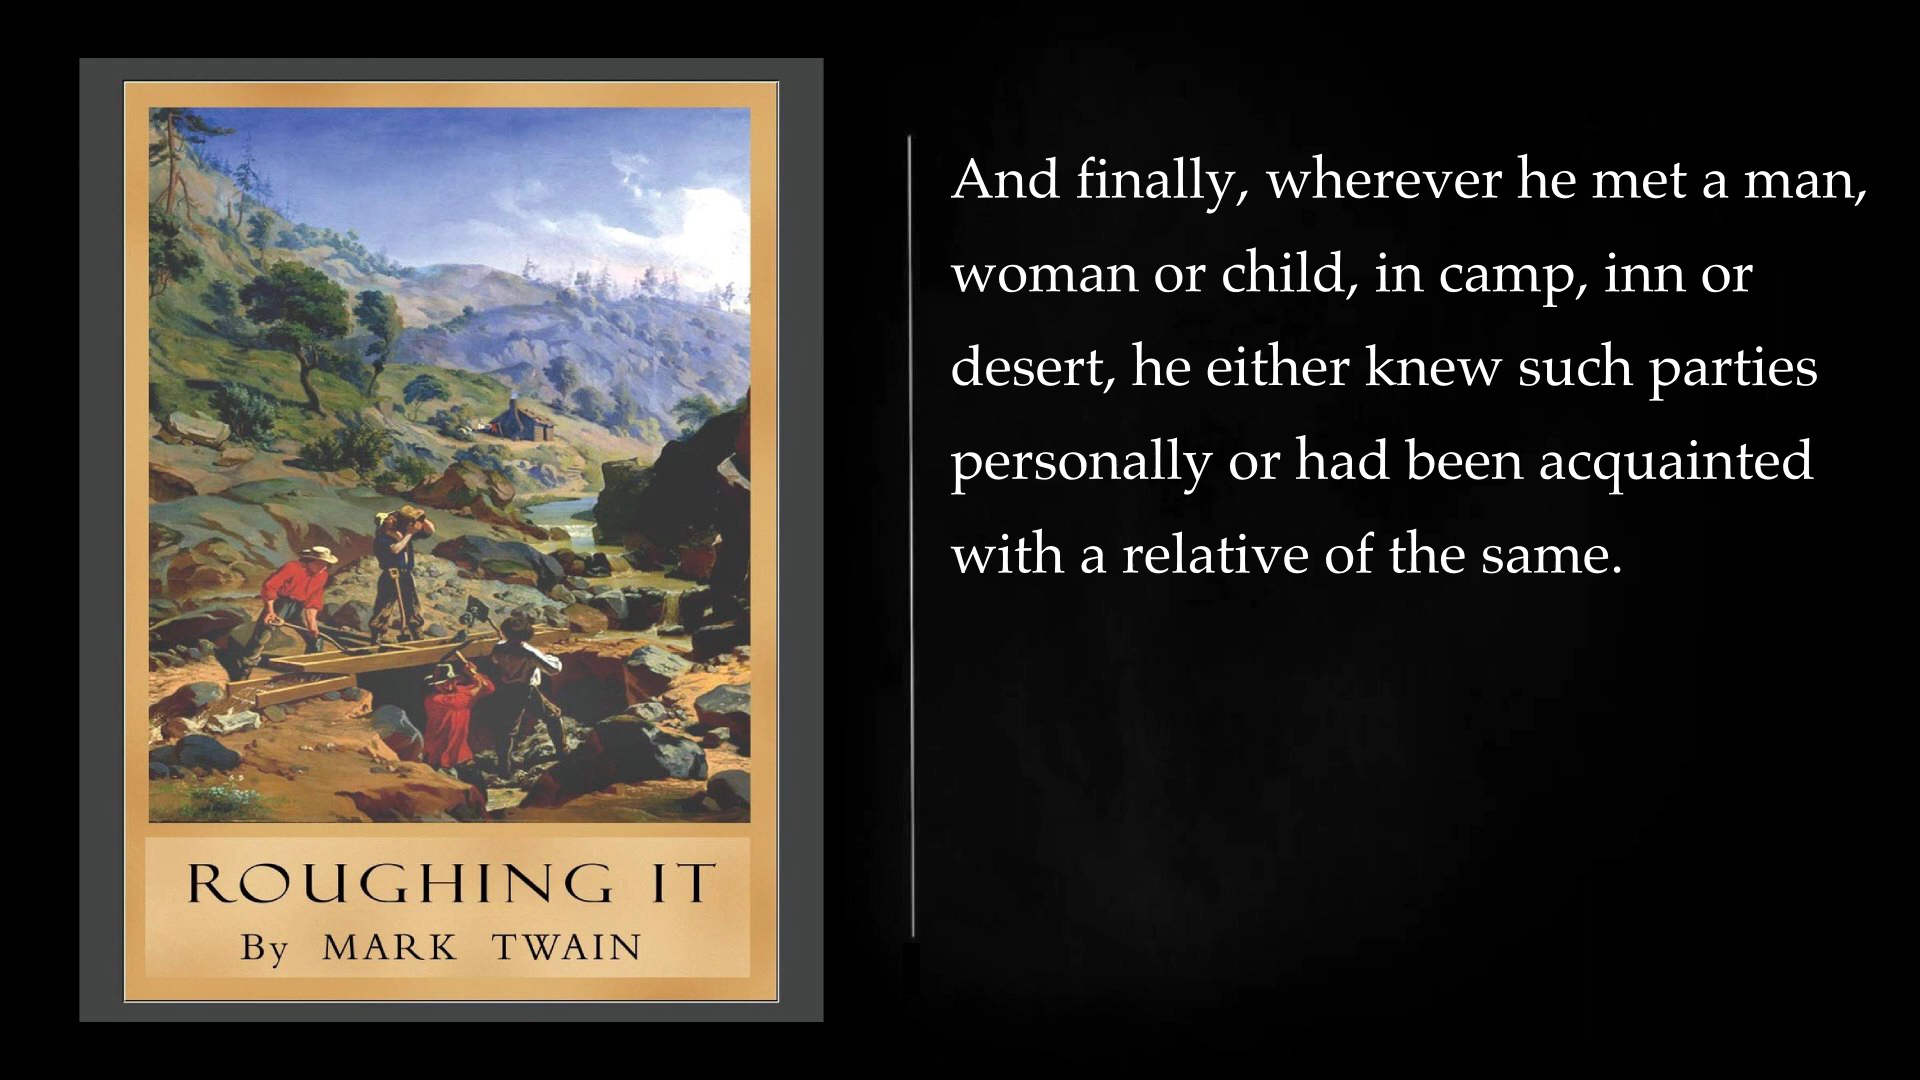 ROUGHING IT
By MARK TWAIN
And finally, wherever he met a man,
woman or child, in camp, inn or
desert, he either knew such parties
personally or had been acquainted
with a relative of the same.